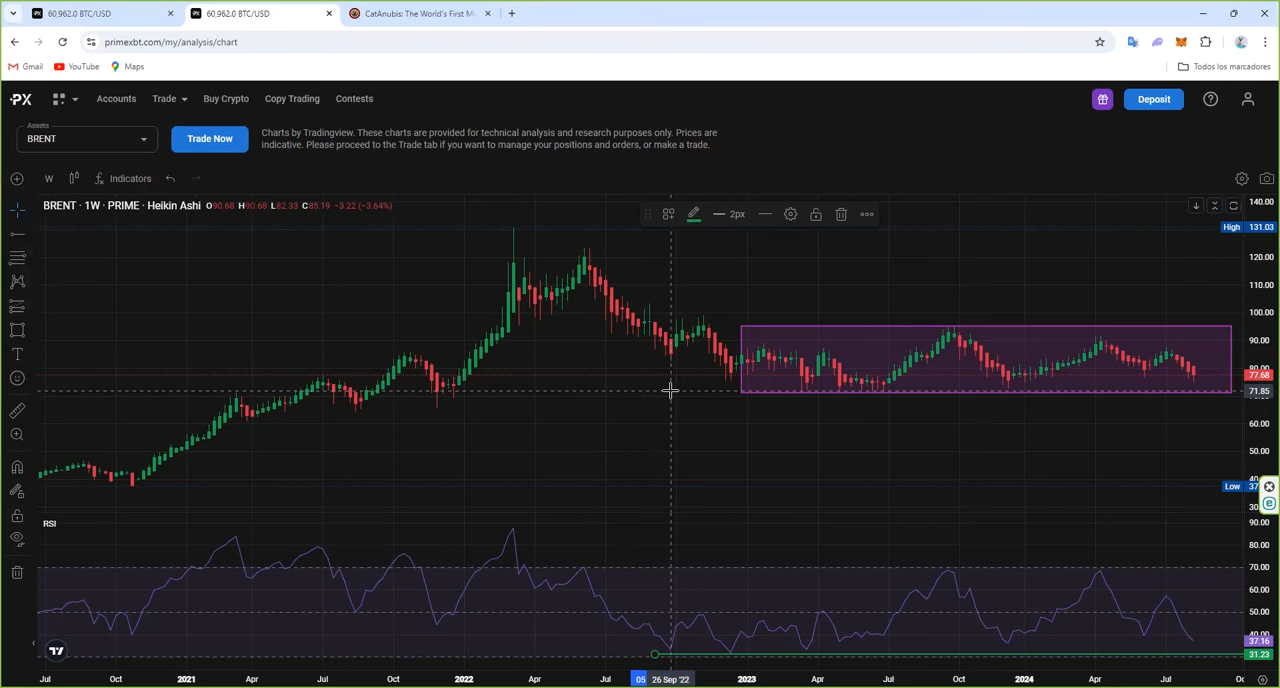 60,962.0 BTC/USD
60,962.0 BTC/USD
CatAnubis: The World's First M
primexbt.com/my/analysis/chart
Gmail YouTube Maps Todos los marcadores
PX Accounts Trade Buy Crypto Copy Trading Contests Deposit
Assets
BRENT
Trade Now
Charts By Tradingview. These charts are provided for technical analysis and research purposes only. Prices are
indicative. Please proceed to the Trade tab if you want to manage your positions and orders, or make a trade.
W Indicators
BRENT · 1W · PRIME · Heikin Ashi O90.68 H90.68 L82.33 C85.19 −3.22 (−3.64%)
2px
140.00
High 131.03
120.00
110.00
100.00
90.00
80.00
77.68
71.85
60.00
50.00
Low 37
30
RSI
90.00
80.00
70.00
60.00
50.00
40.00
37.16
31.23
Jul Oct 2021 Apr Jul Oct 2022 Apr Jul 05 26 Sep '22 2023 Apr Jul Oct 2024 Apr Jul Oc